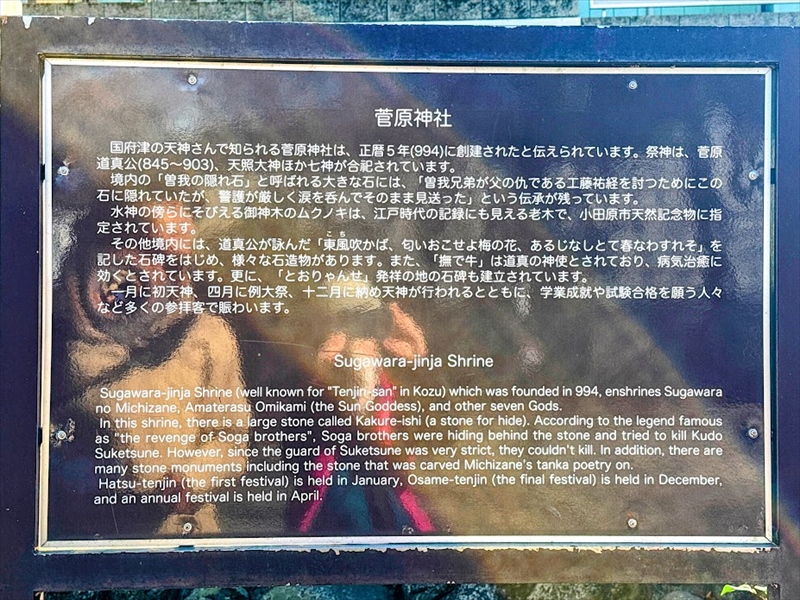 菅原神社
国府津の天神さんで知られる菅原神社は、正暦5年(994)に創建されたと伝えられています。祭神は、菅原
道真公(845～903)、天照大神ほか七神が合祀されています。
境内の「曽我の隠れ石」と呼ばれる大きな石には、「曽我兄弟が父の仇である工藤祐経を討つためにこの
石に隠れていたが、警護が厳しく涙を呑んでそのまま見送った」という伝承が残っています。
水神の傍らにそびえる御神木のムクノキは、江戸時代の記録にも見える老木で、小田原市天然記念物に指
定されています。
その他境内には、道真公が詠んだ「東風吹かば、匂いおこせよ梅の花、あるじなしとて春なわすれそ」を
こち
記した石碑をはじめ、様々な石造物があります。また、「撫で牛」は道真の神使とされており、病気治癒に
効くとされています。更に、「とおりゃんせ」発祥の地の石碑も建立されています。
一月に初天神、四月に例大祭、十二月に納め天神が行われるとともに、学業成就や試験合格を願う人々
など多くの参拝客で賑わいます。
Sugawara-jinja Shrine
Sugawara-jinja Shrine (well known for "Tenjin-san" in Kozu) which was founded in 994, enshrines Sugawara
no Michizane, Amaterasu Omikami (the Sun Goddess), and other seven Gods.
In this shrine, there is a large stone called Kakure-ishi (a stone for hide). According to the legend famous
as "the revenge of Soga brothers", Soga brothers were hiding behind the stone and tried to kill Kudo
Suketsune. However, since the guard of Suketsune was very strict, they couldn't kill. In addition, there are
many stone monuments including the stone that was carved Michizane's tanka poetry on.
Hatsu-tenjin (the first festival) is held in January, Osame-tenjin (the final festival) is held in December,
and an annual festival is held in April.